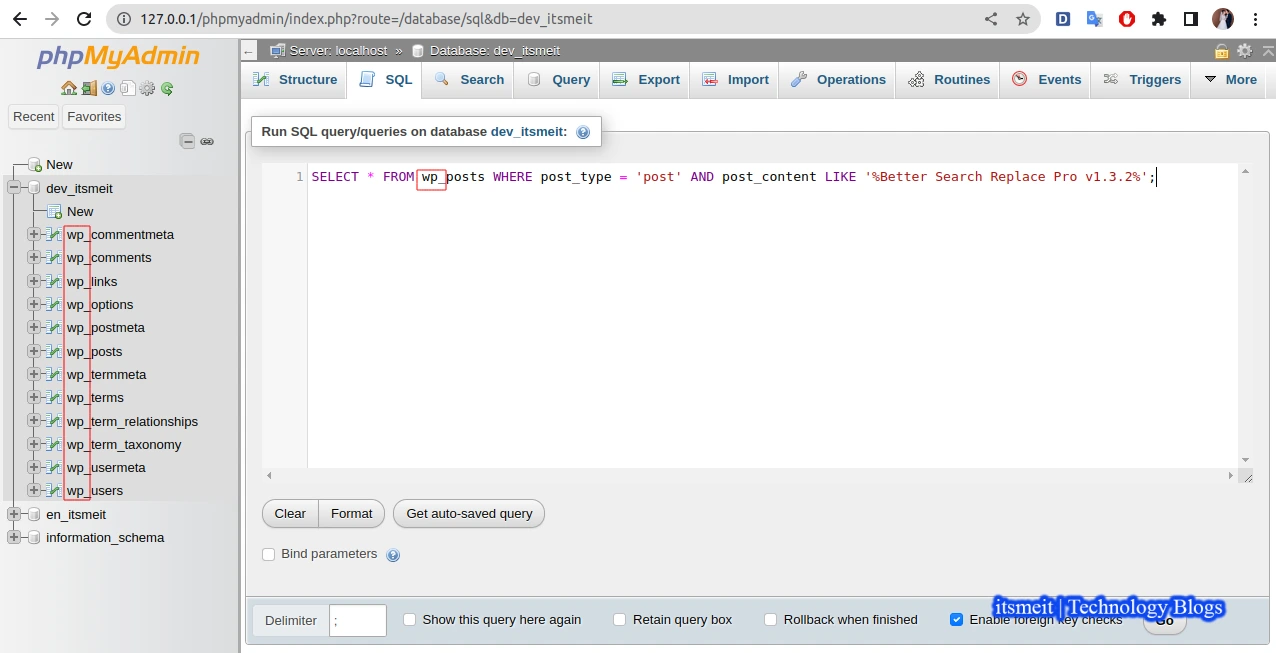 127.0.0.1/phpmyadmin/index.php?route=/database/sql&db=dev_itsmeit
phpMyAdmin
Recent Favorites
New
dev_itsmeit
New
wp_commentmeta
wp_comments
wp_links
wp_options
wp_postmeta
wp_posts
wp_termmeta
wp_terms
wp_term_relationships
wp_term_taxonomy
wp_usermeta
wp_users
en_itsmeit
information_schema
Server: localhost » Database: dev_itsmeit
Structure SQL Search Query Export Import Operations Routines Events Triggers More
Run SQL query/queries on database dev_itsmeit:
1 SELECT * FROM wp_posts WHERE post_type = 'post' AND post_content LIKE '%Better Search Replace Pro v1.3.2%';
Clear Format Get auto-saved query
Bind parameters
Delimiter ; Show this query here again Retain query box Rollback when finished Enable foreign key checks Go
itsmeit | Technology Blogs